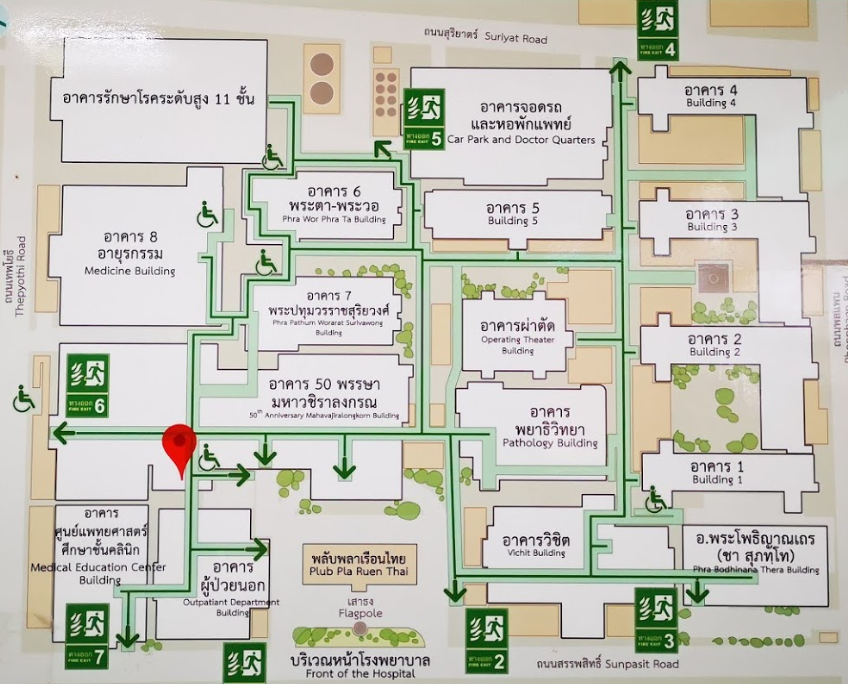 ถนนสุริยาตร์ Suriyat Road
ทางออก
FIRE EXIT
4
อาคารรักษาโรคระดับสูง 11 ชั้น
ทางออก
FIRE EXIT
5
อาคารจอดรถ
และหอพักแพทย์
Car Park and Doctor Quarters
อาคาร 4
Building 4
อาคาร 6
พระตา-พระวอ
Phra Wor Phra Ta Building
อาคาร 5
Building 5
อาคาร 3
Building 3
ถนนเทพโยธี
Thepyothi Road
อาคาร 8
อายุรกรรม
Medicine Building
อาคาร 7
พระปทุมวรราชสุริยวงศ์
Phra Pathum Worarat Surivawong
Building
อาคารผ่าตัด
Operating Theater
Building
อาคาร 2
Building 2
ทางออก
FIRE EXIT
6
อาคาร 50 พรรษา
มหาวชิราลงกรณ
50th Anniversary Mahavajiralongkorn Building
อาคาร
พยาธิวิทยา
Pathology Building
อาคาร 1
Building 1
อาคาร
ศูนย์แพทยศาสตร์
ศึกษาชั้นคลินิก
Medical Education Center
Building
อาคาร
ผู้ป่วยนอก
Outpatiant Department
Building
พลับพลาเรือนไทย
Plub Pla Ruen Thai
เสาธง
Flagpole
อาคารวิชิต
Vichit Building
อ.พระโพธิญาณเถร
(ชา สุภทฺโท)
Phra Bodhinana Thera Building
ทางออก
FIRE EXIT
7
บริเวณหน้าโรงพยาบาล
Front of the Hospital
ทางออก
FIRE EXIT
2
ทางออก
FIRE EXIT
3
ถนนสรรพสิทธิ์ Sunpasit Road